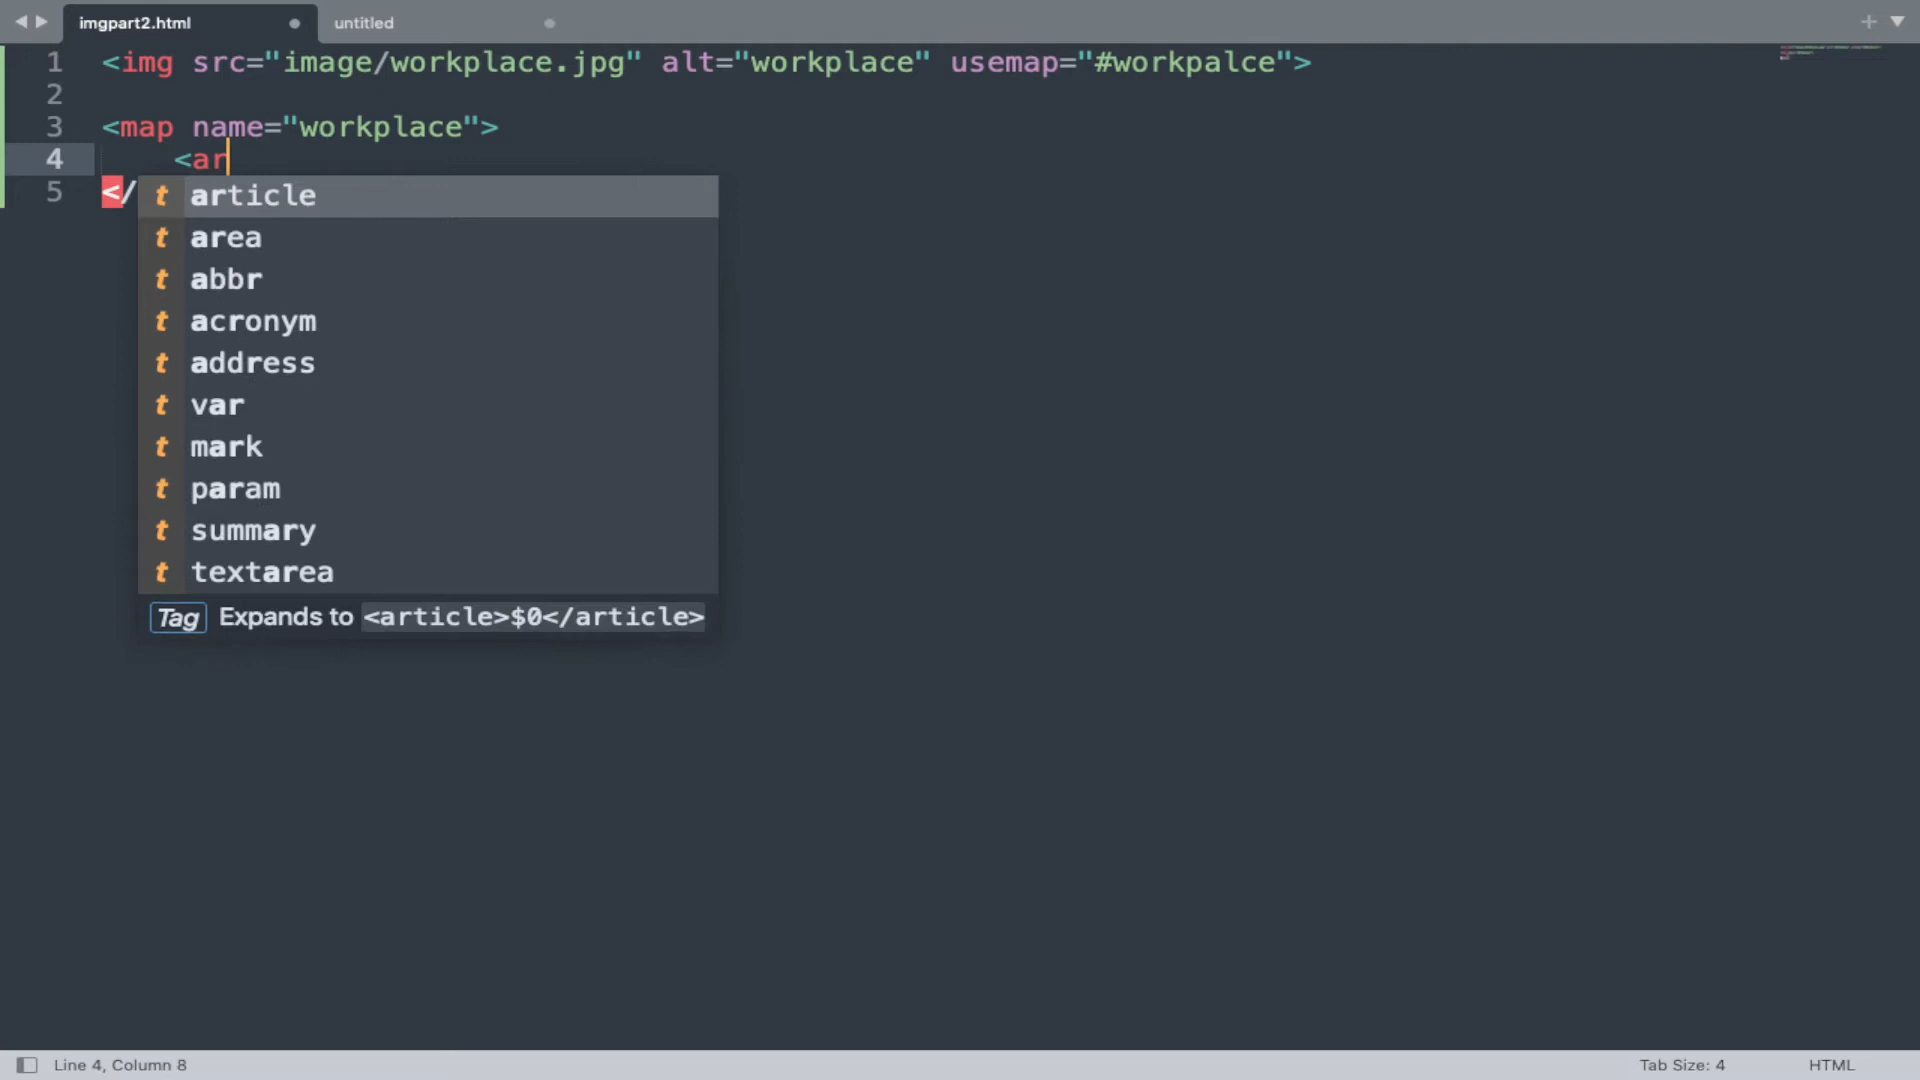 imgpart2.html
untitled
1 <img src="image/workplace.jpg" alt="workplace" usemap="#workpalce">
2
3 <map name="workplace">
4 <ar
5 </
t article
t area
t abbr
t acronym
t address
t var
t mark
t param
t summary
t textarea
Tag Expands to <article>$0</article>
Line 4, Column 8
Tab Size: 4
HTML